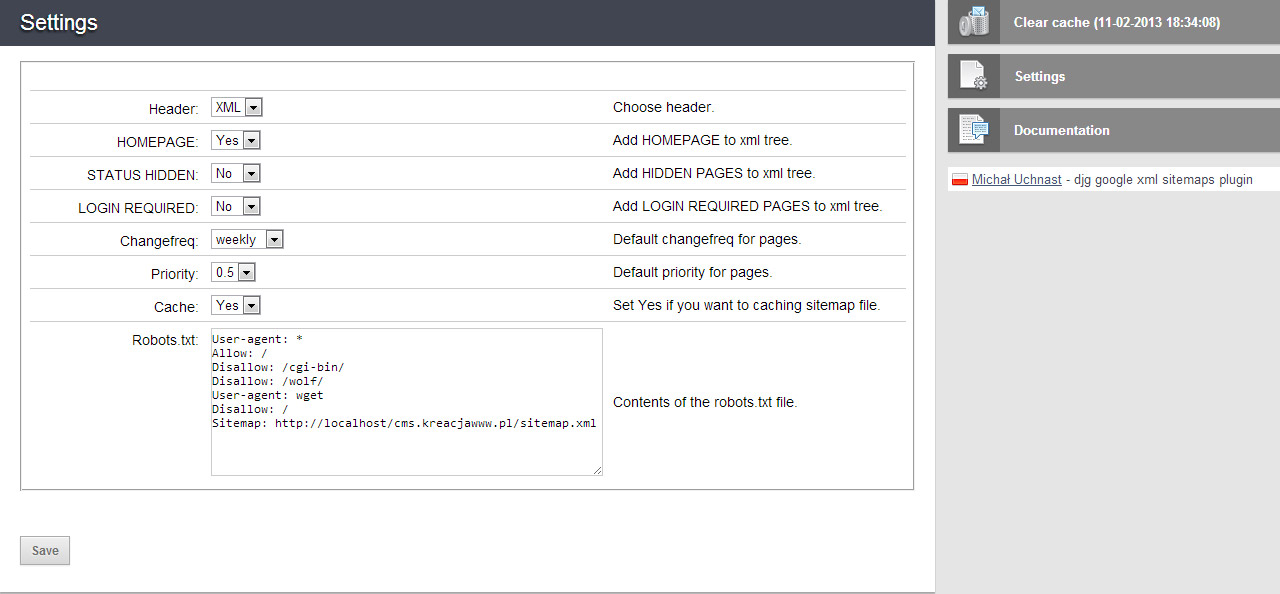 Settings
Header: XML Choose header.
HOMEPAGE: Yes Add HOMEPAGE to xml tree.
STATUS HIDDEN: No Add HIDDEN PAGES to xml tree.
LOGIN REQUIRED: No Add LOGIN REQUIRED PAGES to xml tree.
Changefreq: weekly Default changefreq for pages.
Priority: 0.5 Default priority for pages.
Cache: Yes Set Yes if you want to caching sitemap file.
Robots.txt:
User-agent: *
Allow: /
Disallow: /cgi-bin/
Disallow: /wolf/
User-agent: wget
Disallow: /
Sitemap: http://localhost/cms.kreacjawww.pl/sitemap.xml
Contents of the robots.txt file.
Save
Clear cache (11-02-2013 18:34:08)
Settings
Documentation
Michał Uchnast - djg google xml sitemaps plugin